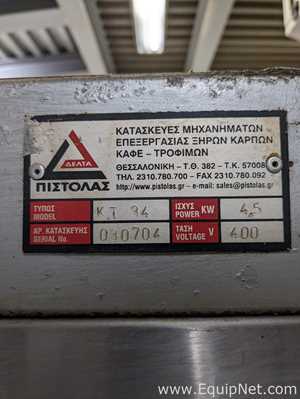 ΔΕΛΤΑ
ΠΙΣΤΟΛΑΣ
ΚΑΤΑΣΚΕΥΕΣ ΜΗΧΑΝΗΜΑΤΩΝ
ΕΠΕΞΕΡΓΑΣΙΑΣ ΞΗΡΩΝ ΚΑΡΠΩΝ
ΚΑΦΕ – ΤΡΟΦΙΜΩΝ
ΘΕΣΣΑΛΟΝΙΚΗ - Τ.Θ. 382 - Τ.Κ. 57008
ΤΗΛ. 2310.780.700 - FAX 2310.780.092
http://www.pistolas.gr – e-mail: sales@pistolas.gr
ΤΥΠΟΣ MODEL KT 34 ΙΣΧΥΣ POWER KW 4,5
ΑΡ. ΚΑΤΑΣΚΕΥΗΣ SERIAL No. 030704 ΤΑΣΗ VOLTAGE V 400
www.EquipNet.com